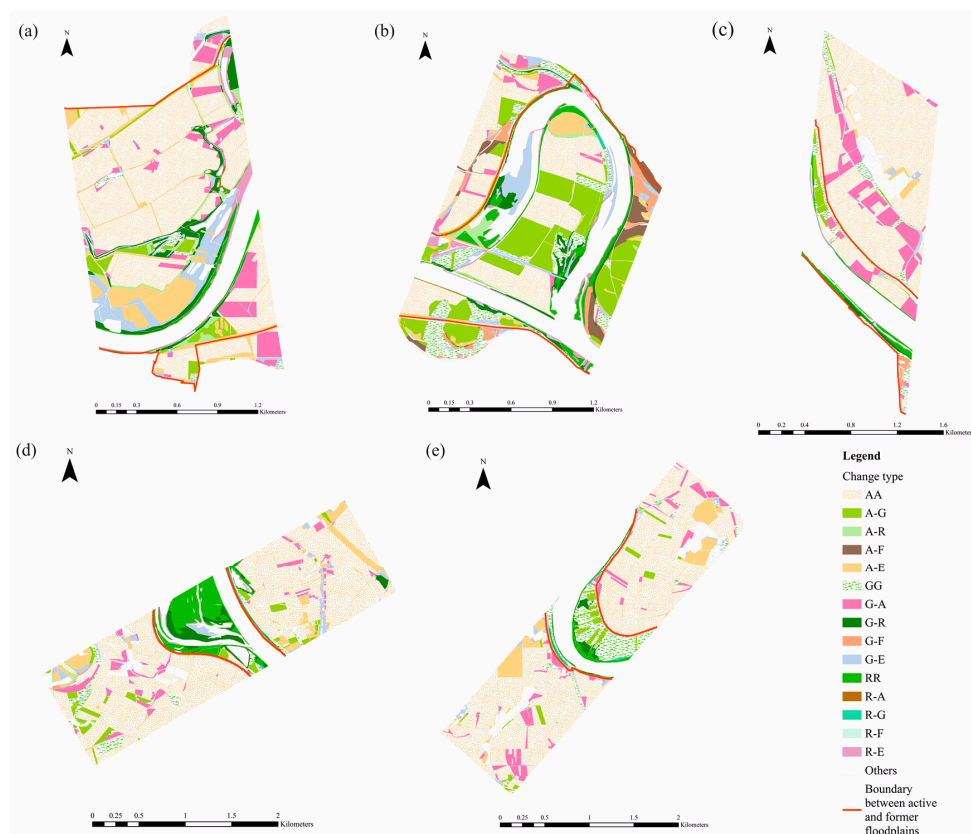 (a)
N
0 0.15 0.3 0.6 0.9 1.2
Kilometers
(b)
N
0 0.15 0.3 0.6 0.9 1.2
Kilometers
(c)
N
0 0.2 0.4 0.8 1.2 1.6
Kilometers
(d)
N
0 0.25 0.5 1 1.5 2
Kilometers
(e)
N
0 0.25 0.5 1 1.5 2
Kilometers
Legend
Change type
AA
A-G
A-R
A-F
A-E
GG
G-A
G-R
G-F
G-E
RR
R-A
R-G
R-F
R-E
Others
Boundary
between active
and former
floodplains